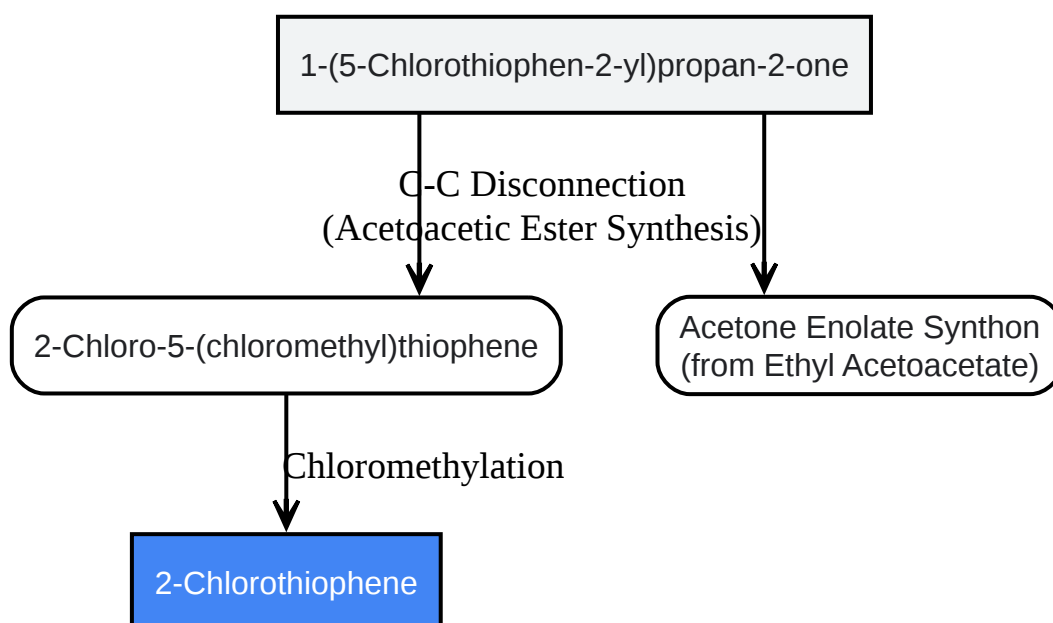 1-(5-Chlorothiophen-2-yl)propan-2-one
C-C Disconnection
(Acetoacetic Ester Synthesis)
2-Chloro-5-(chloromethyl)thiophene
Acetone Enolate Synthon
(from Ethyl Acetoacetate)
Chloromethylation
2-Chlorothiophene